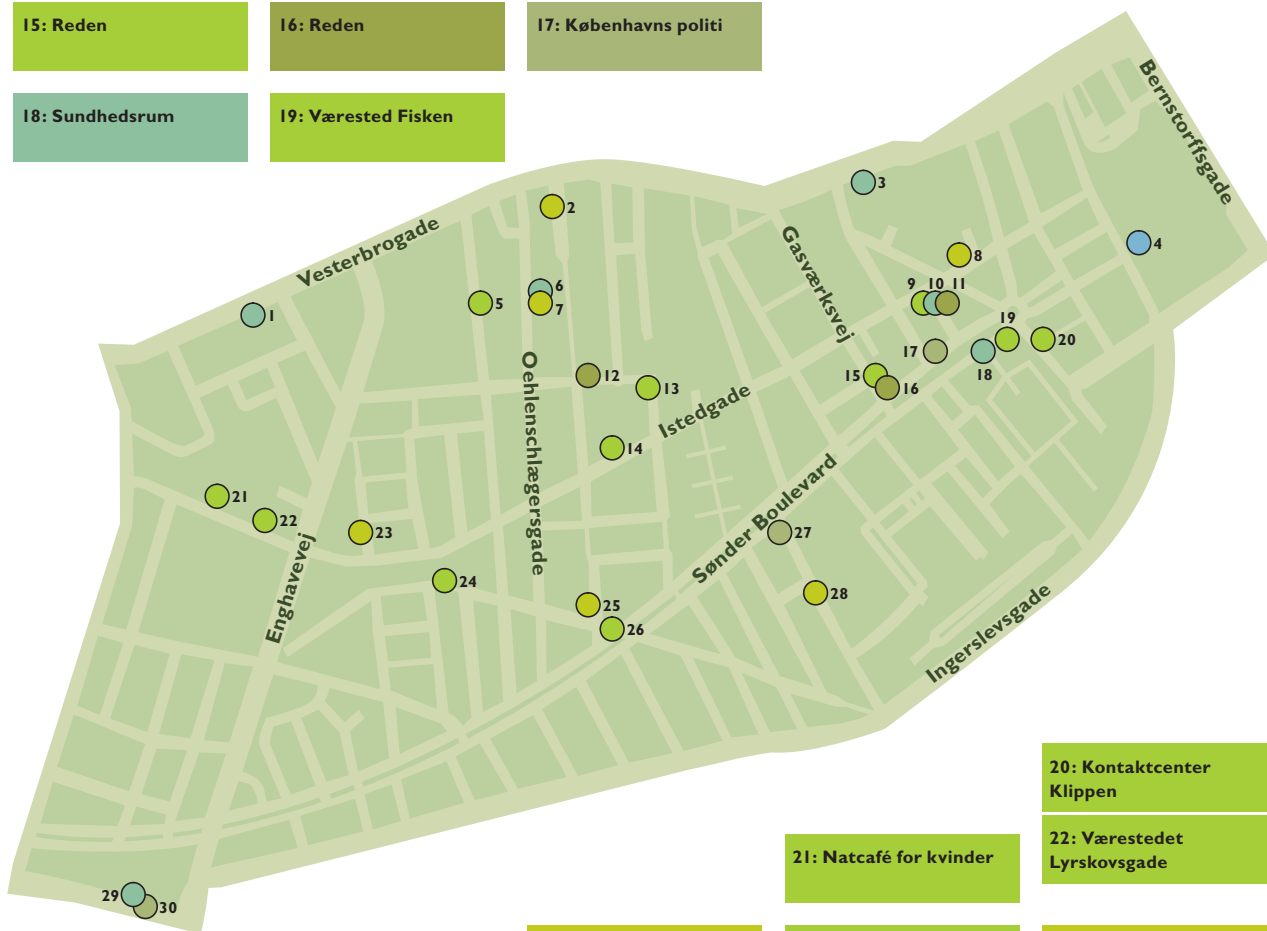 15: Reden
16: Reden
17: Københavns politi
18: Sundhedsrum
19: Værested Fisken
Bernstorffsgade
3
2
Vesterbrogade
Gasværksvej
4
8
6
9
10
11
1
5
7
19
20
17
18
Oehlenschlægersgade
12
15
13
16
Istedgade
14
21
22
23
Enghavevej
Sønder Boulevard
27
24
28
25
26
Ingerslevsgade
20: Kontaktcenter
Klippen
21: Natcafé for kvinder
22: Værestedet
Lyrskovsgade
29
30